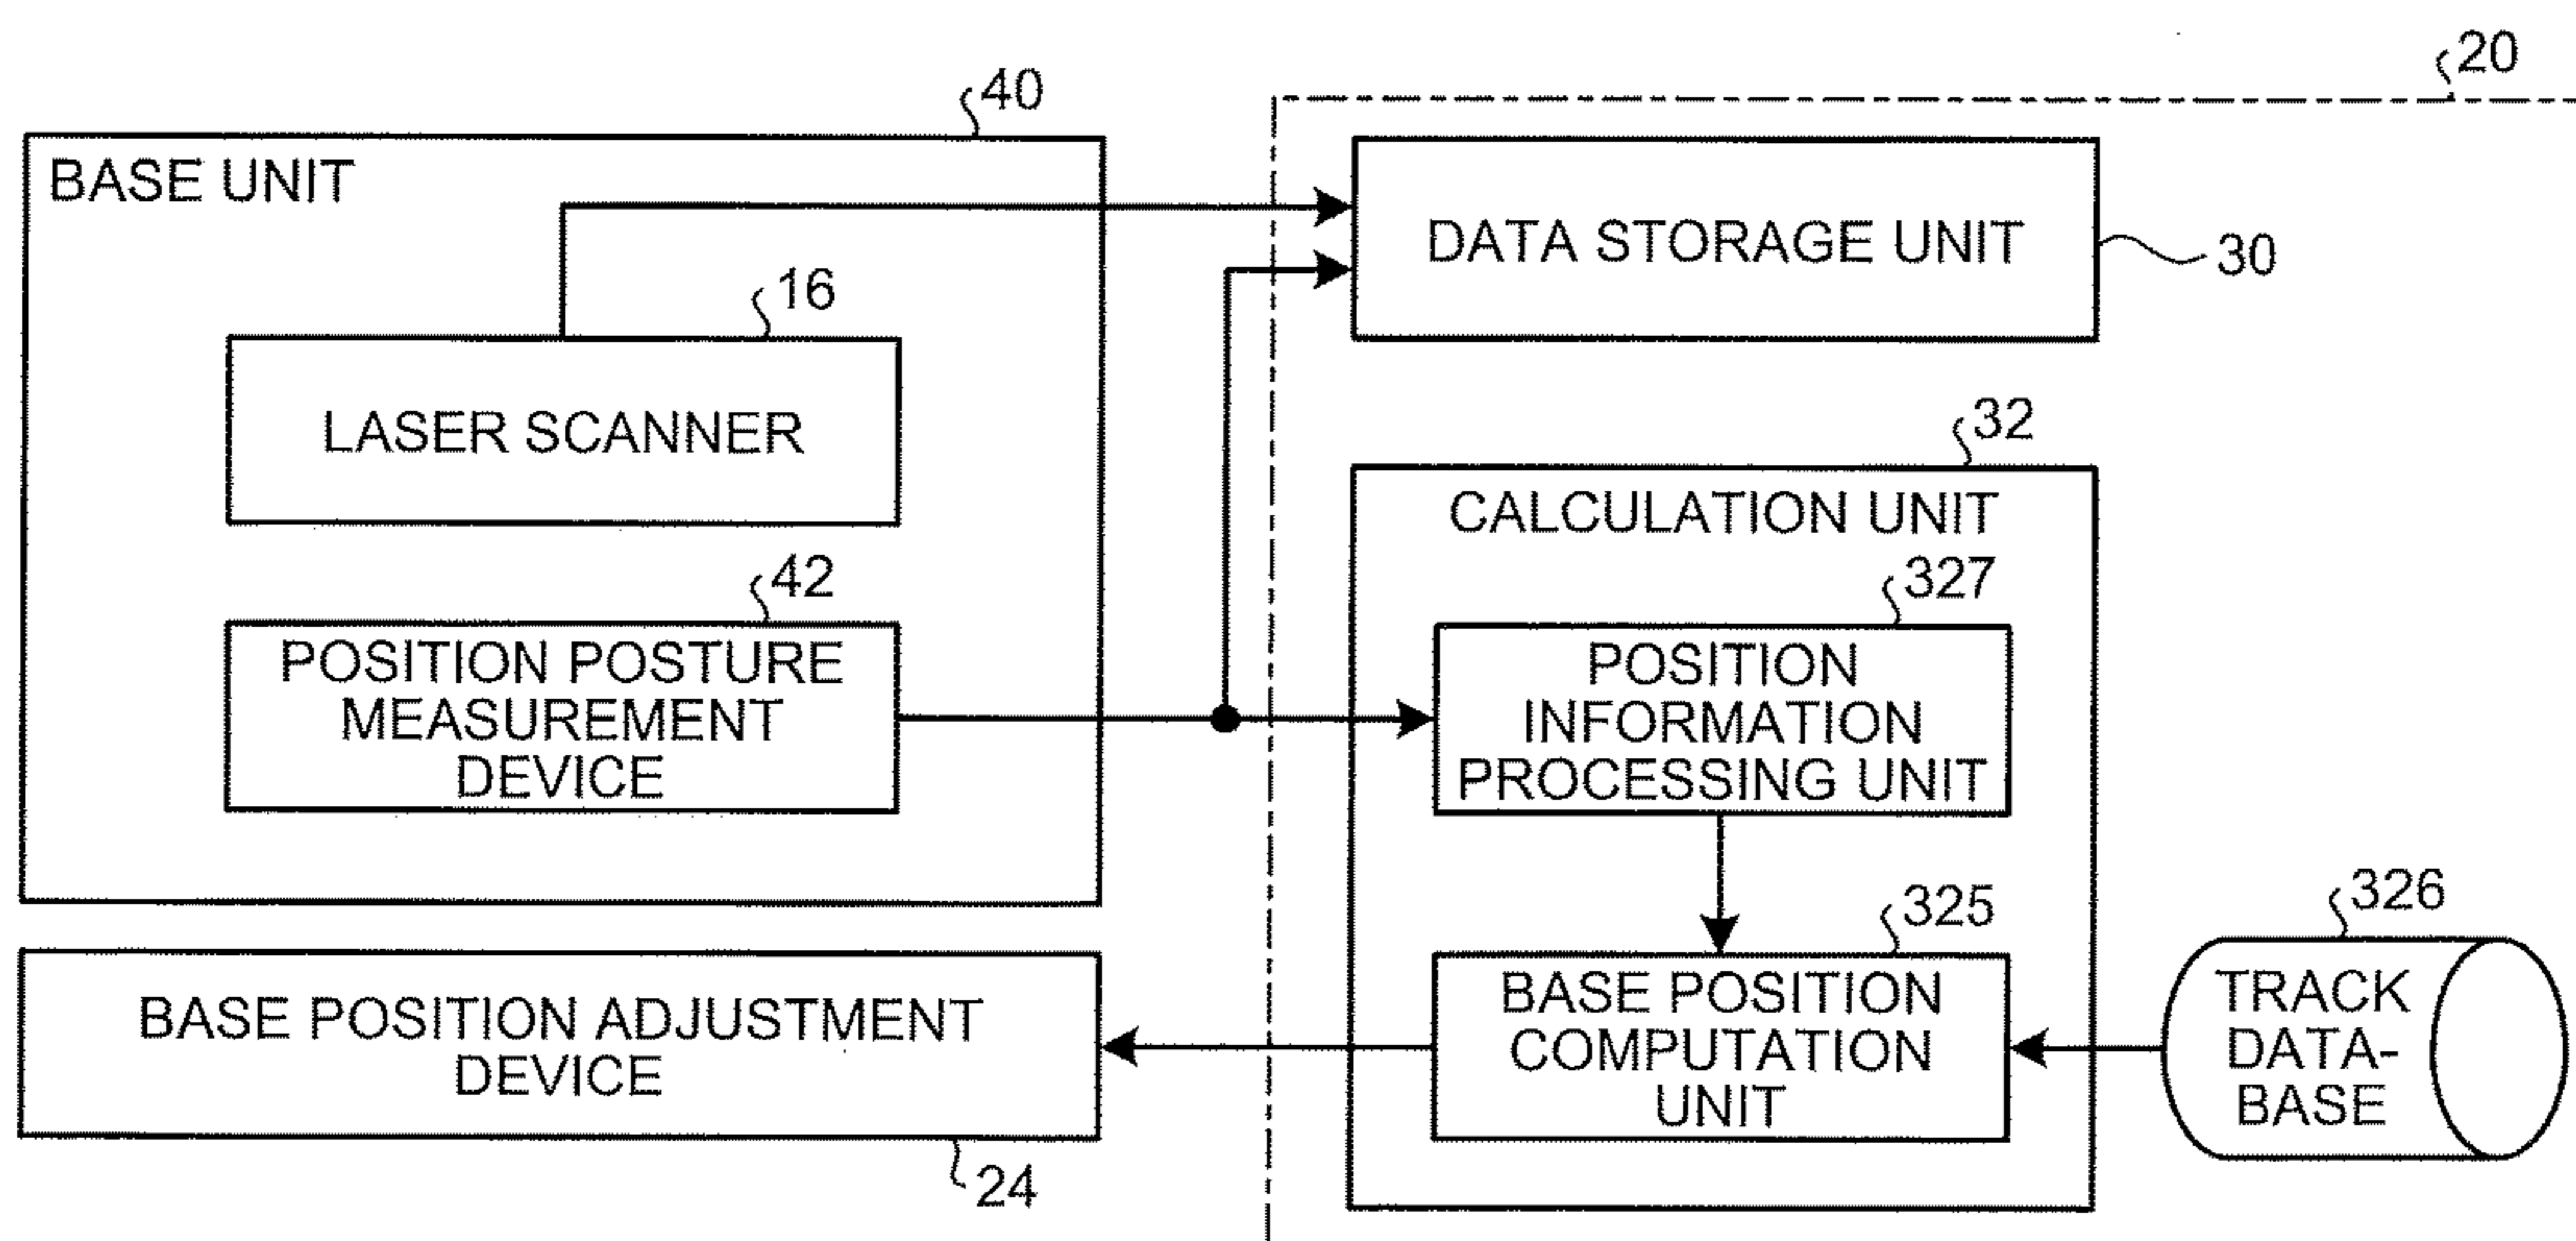 20
40
BASE UNIT
DATA STORAGE UNIT
30
16
LASER SCANNER
32
CALCULATION UNIT
42
POSITION POSTURE
MEASUREMENT
DEVICE
327
POSITION
INFORMATION
PROCESSING UNIT
325
BASE POSITION
COMPUTATION
UNIT
326
TRACK
DATA-
BASE
BASE POSITION ADJUSTMENT
DEVICE
24